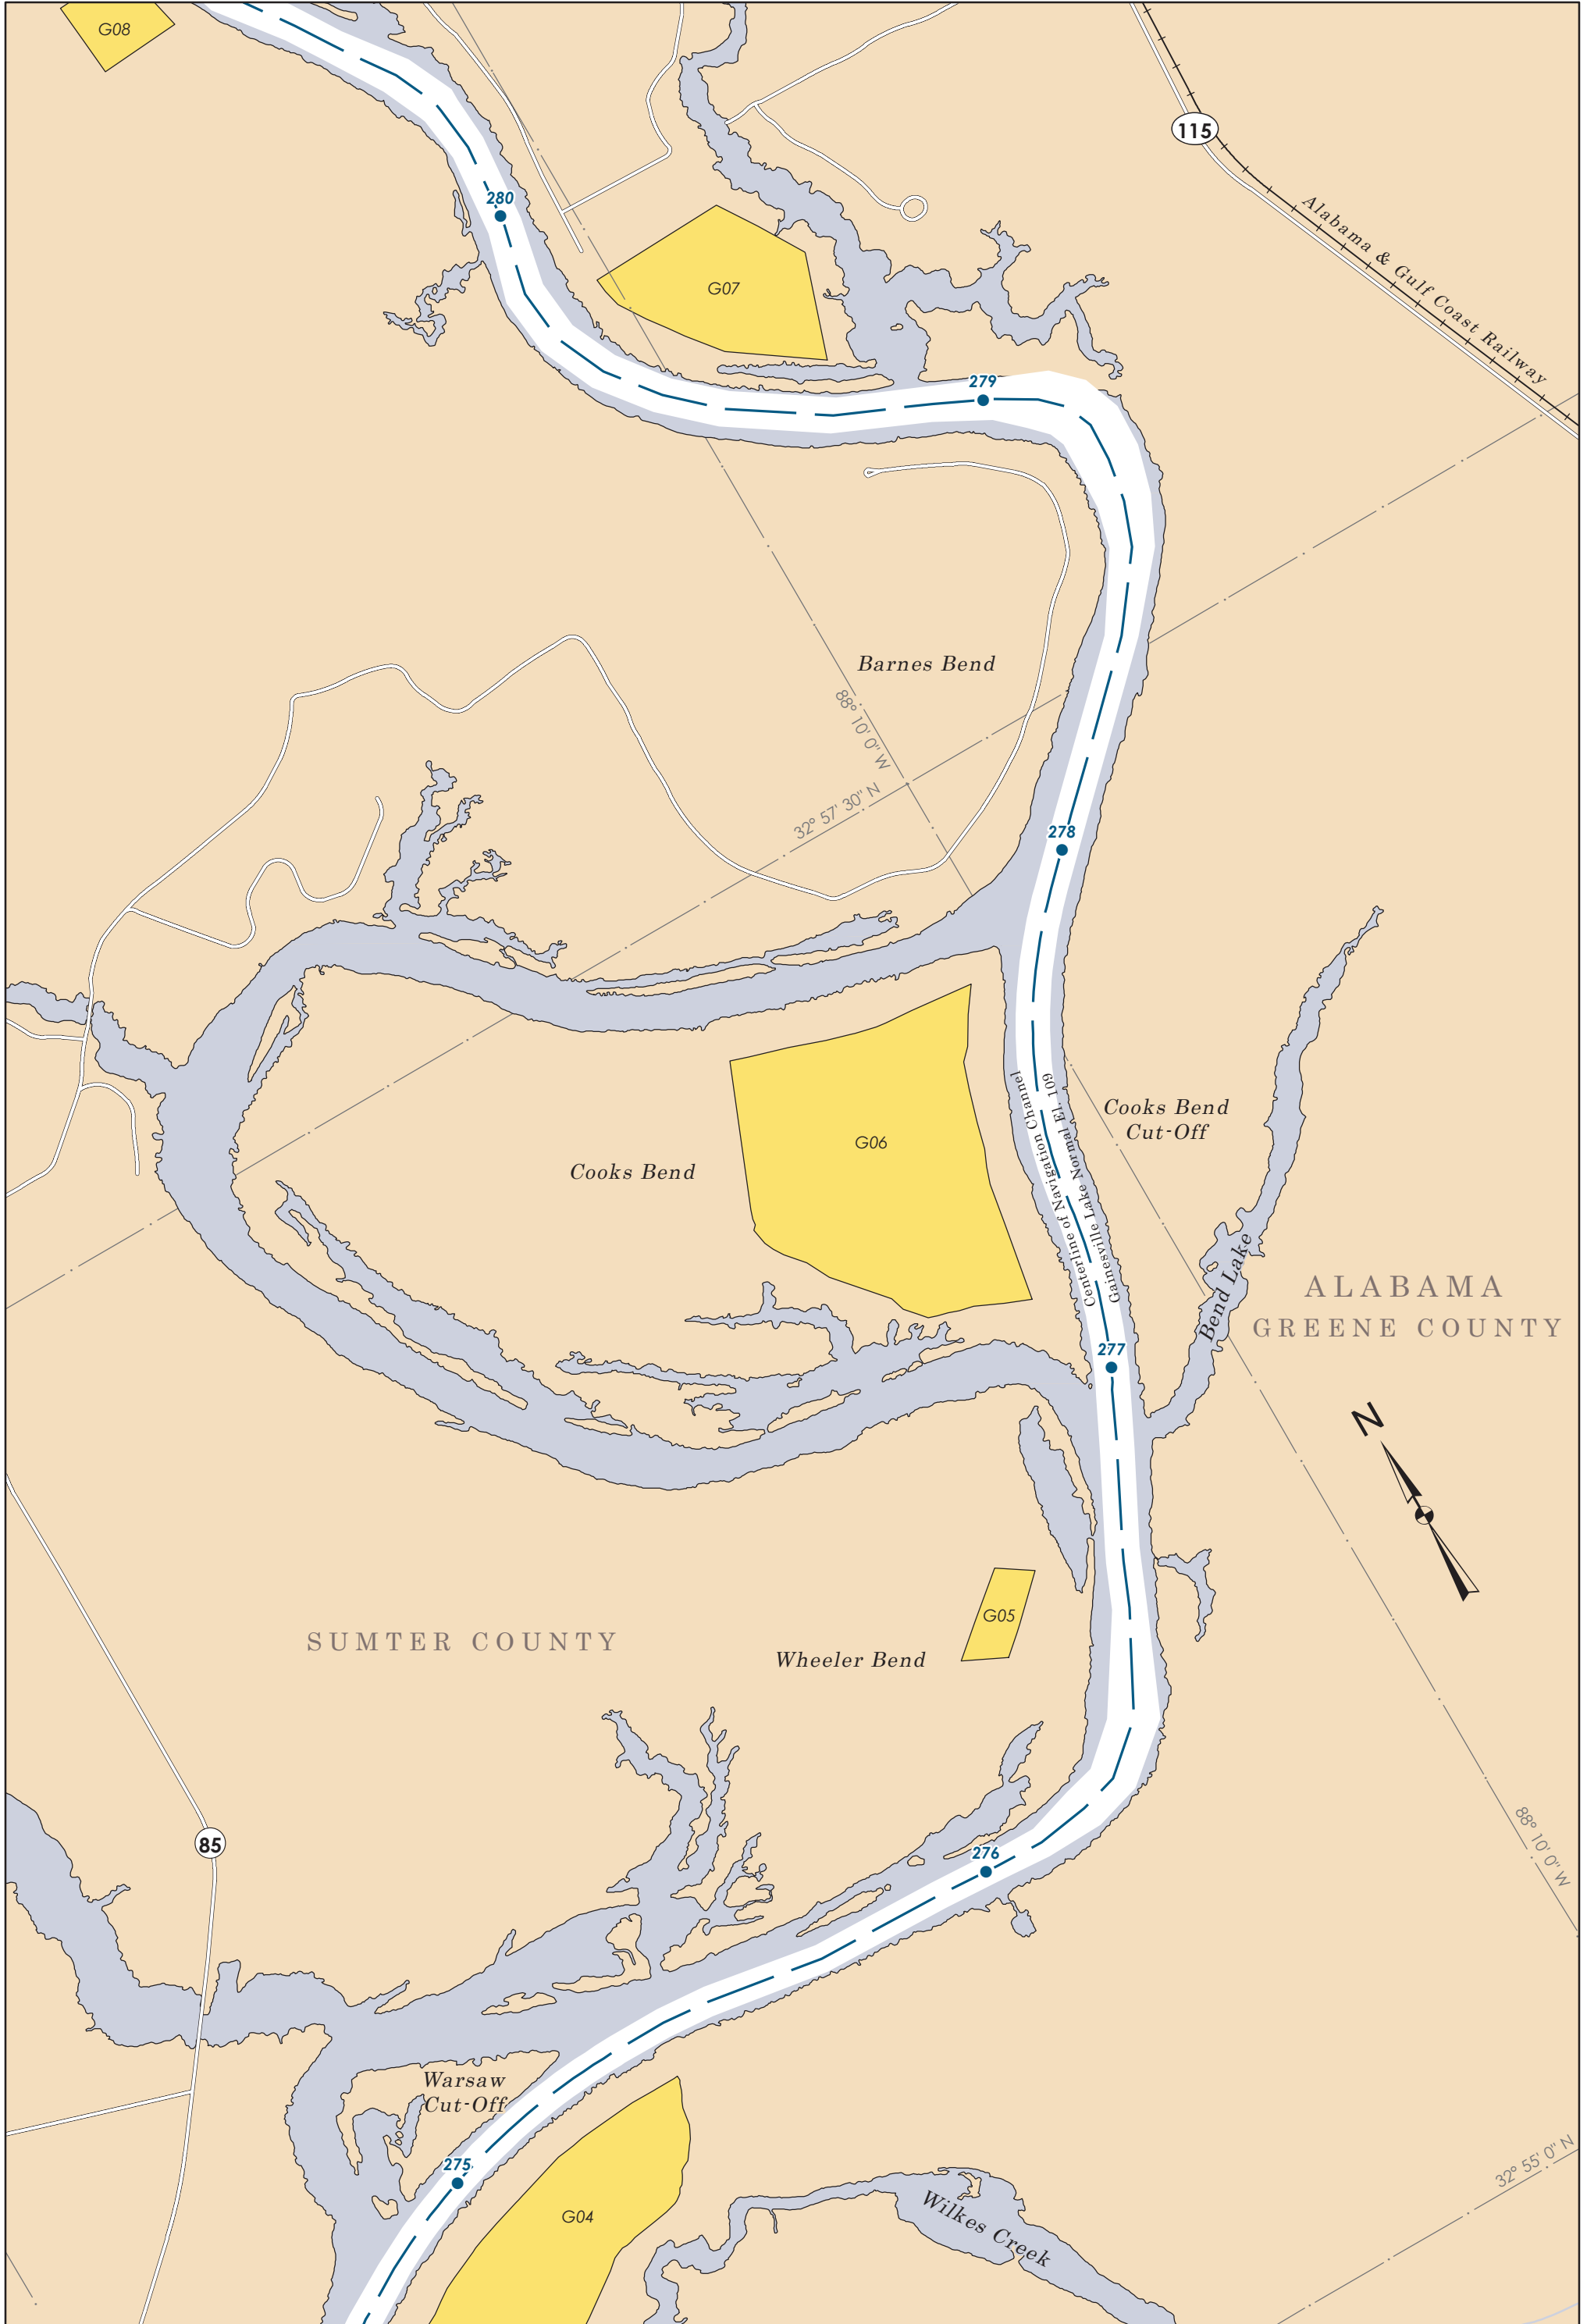 G08
115
280
Alabama & Gulf Coast Railway
G07
279
Barnes Bend
88° 10' 0" W
32° 57' 30" N
278
Centerline of Navigation Channel
Gainesville Lake Normal El. 109
Cooks Bend
Cut-Off
G06
Cooks Bend
Bend Lake
ALABAMA
GREENE COUNTY
277
N
G05
SUMTER COUNTY
Wheeler Bend
85
88° 10' 0" W
276
Warsaw
Cut-Off
275
32° 55' 0" N
G04
Wilkes Creek